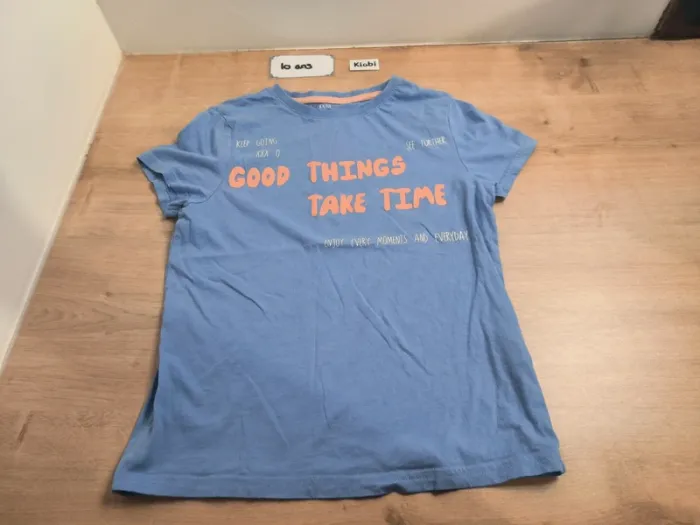 10 ans
Kiabi
KEEP GOING
SEE FURTHER
GOOD THINGS
TAKE TIME
ENJOY EVERY MOMENTS AND EVERYDAY